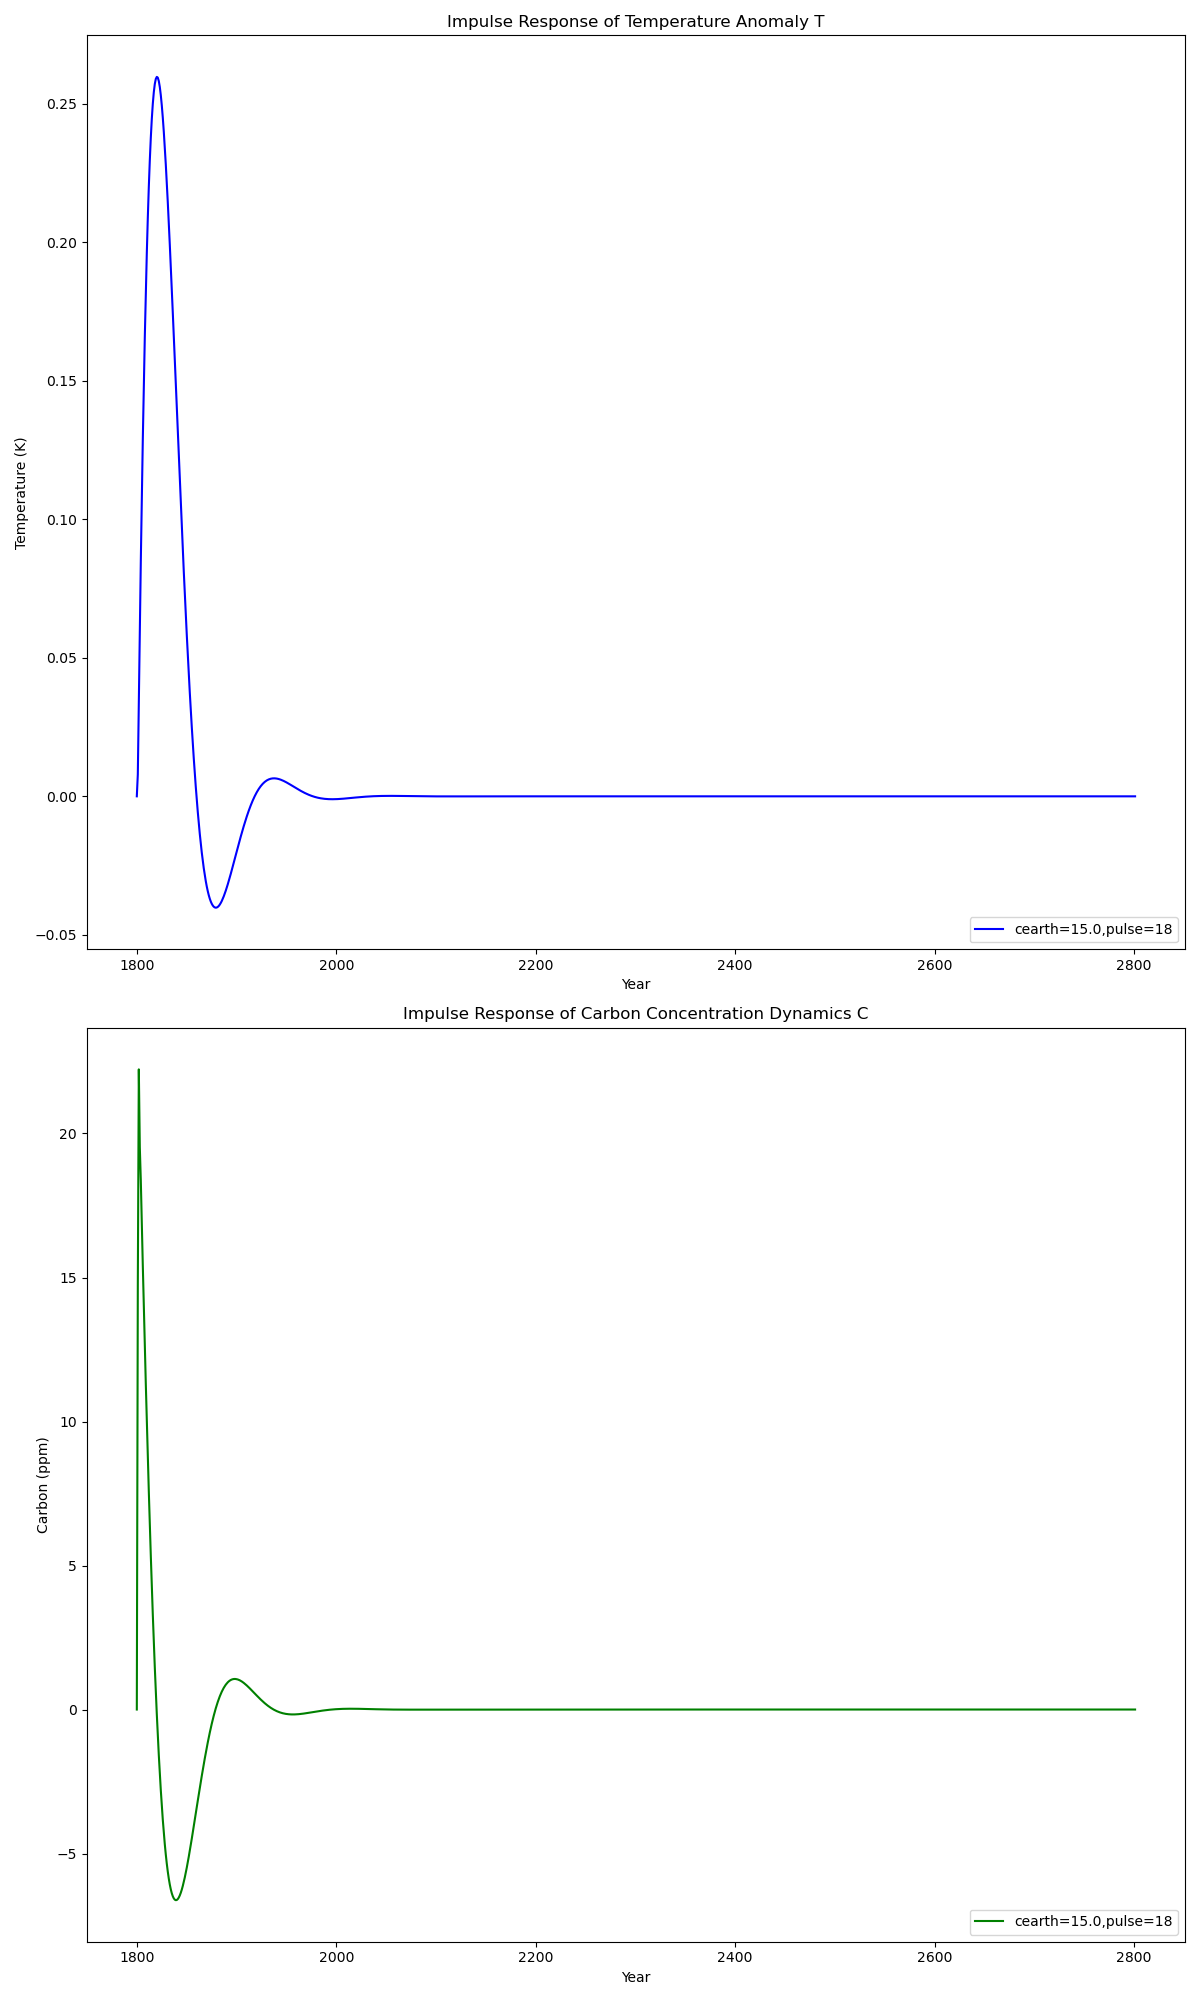 Impulse Response of Temperature Anomaly T
0.25
0.20
0.15
0.10
0.05
0.00
−0.05
Temperature (K)
cearth=15.0,pulse=18
1800 2000 2200 2400 2600 2800
Year
Impulse Response of Carbon Concentration Dynamics C
20
15
10
5
0
−5
Carbon (ppm)
cearth=15.0,pulse=18
1800 2000 2200 2400 2600 2800
Year